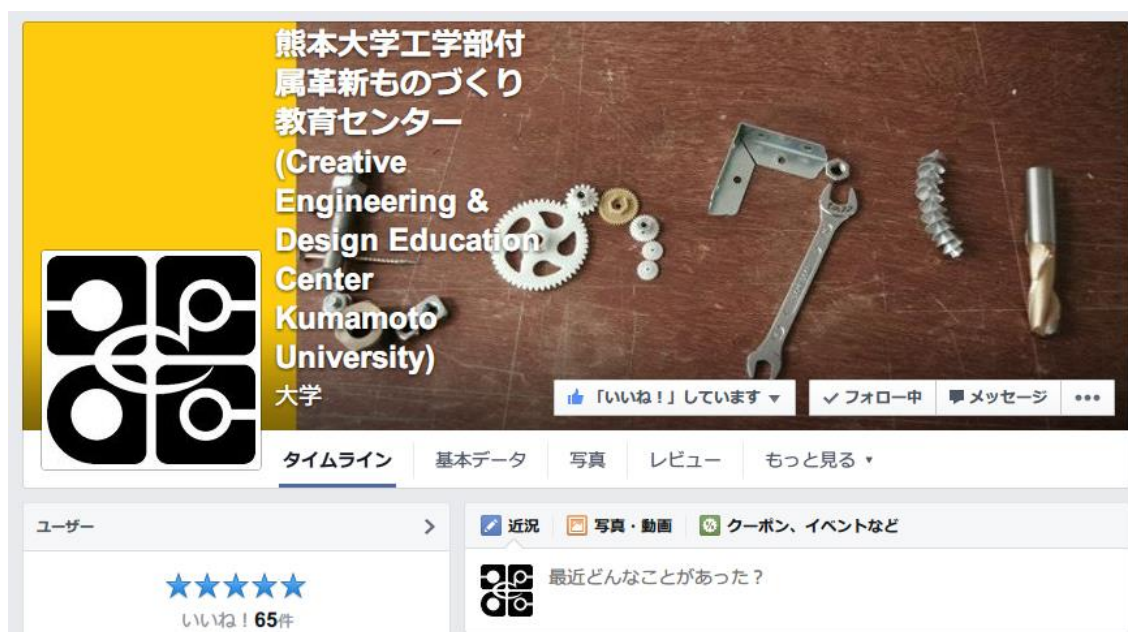 熊本大学工学部付
属革新ものづくり
教育センター
(Creative
Engineering &
Design Education
Center
Kumamoto
University)
大学
「いいね！」しています
フォロー中
メッセージ
タイムライン
基本データ
写真
レビュー
もっと見る
ユーザー
いいね！65件
近況
写真・動画
クーポン、イベントなど
最近どんなことがあった？